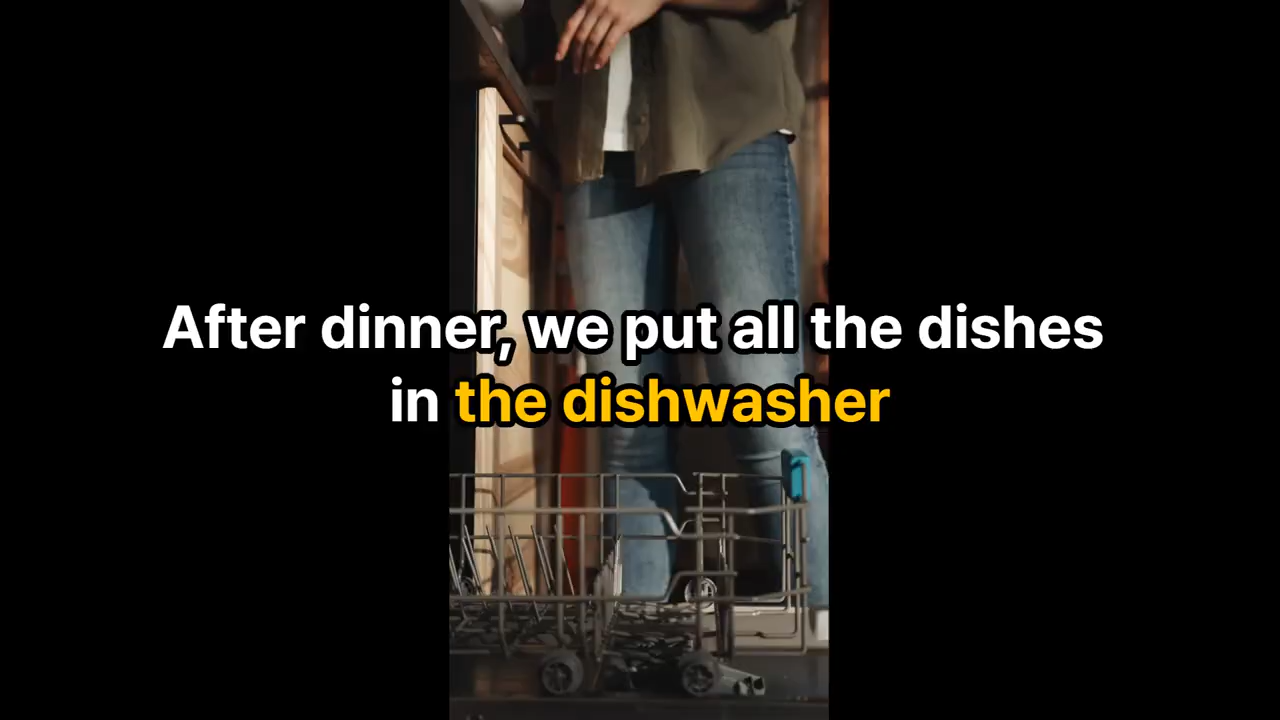 After dinner, we put all the dishes
in the dishwasher